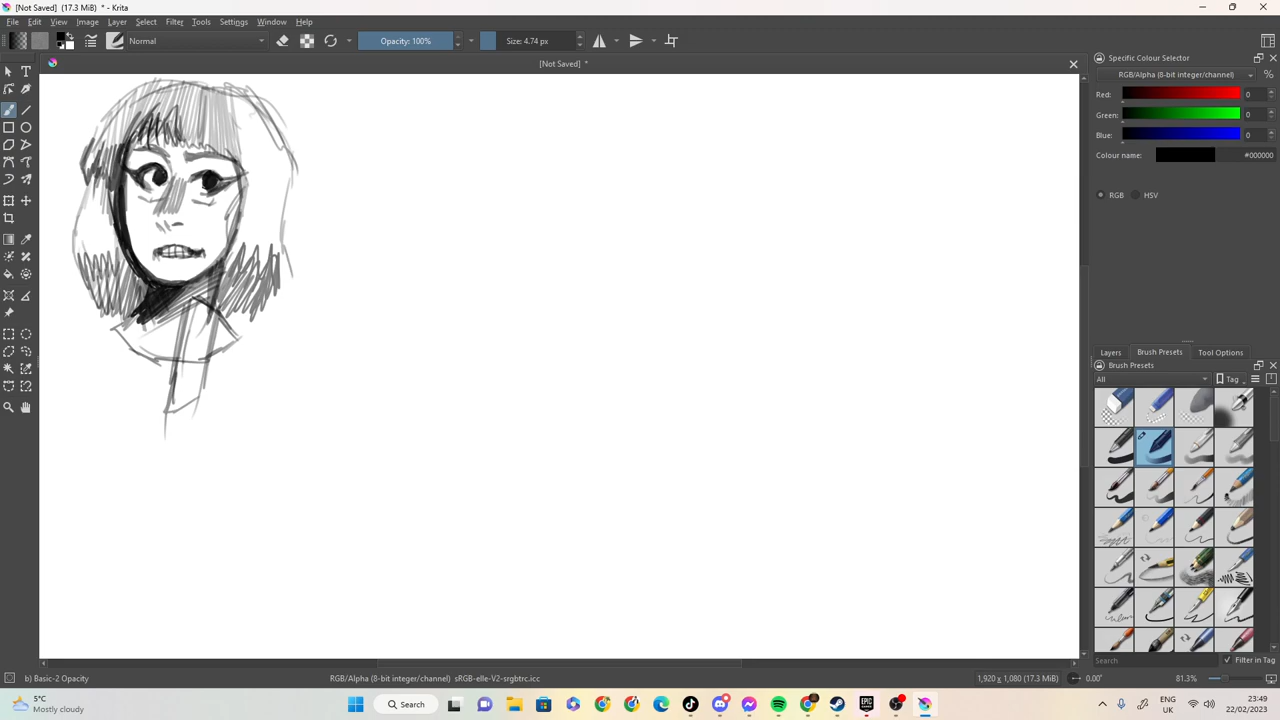 [Not Saved] (17.3 MiB) * - Krita
File Edit View Image Layer Select Filter Tools Settings Window Help
Normal Opacity: 100% Size: 4.74 px
[Not Saved] *
Specific Colour Selector
RGB/Alpha (8-bit integer/channel) %
Red: 0
Green: 0
Blue: 0
Colour name: #000000
RGB HSV
Layers Brush Presets Tool Options
Brush Presets
All Tag
Search Filter in Tag
b) Basic-2 Opacity RGB/Alpha (8-bit integer/channel) sRGB-elle-V2-srgbtrc.icc 1,920 x 1,080 (17.3 MiB) 0.00° 81.3%
5°C
Mostly cloudy
Search
EPIC
ENG
UK
23:49
22/02/2023